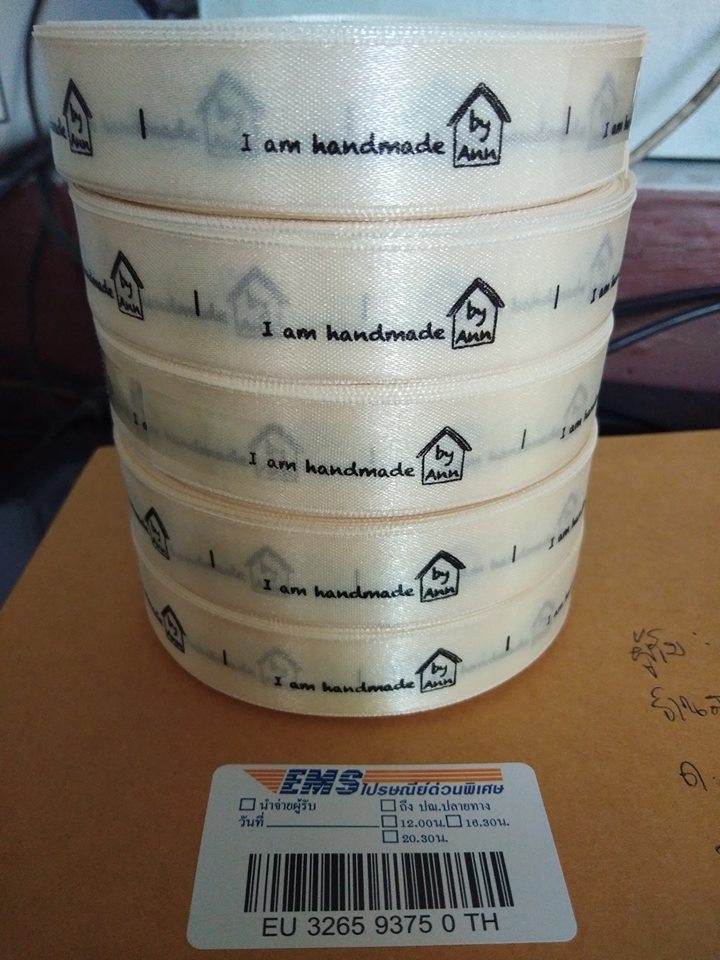 I am handmade by Ann
I am handmade by Ann
I am handmade by Ann
I am handmade by Ann
I am handmade by Ann
EMS ไปรษณีย์ด่วนพิเศษ
นำจ่ายผู้รับ ถึง ปณ.ปลายทาง
วันที่ 12.00น. 16.30น.
20.30น.
EU 3265 9375 0 TH